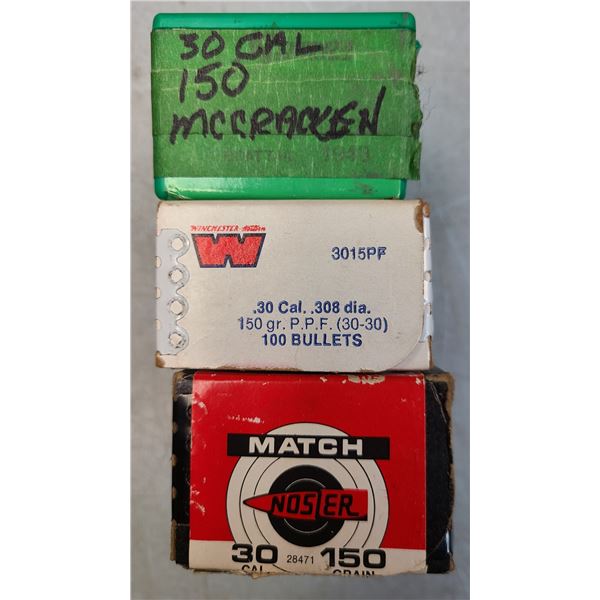 30 CAL
150
MCCRACKEN
WINCHESTER-Western
W
3015PF
.30 Cal. .308 dia.
150 gr. P.P.F. (30-30)
100 BULLETS
MATCH
NOSLER
30 28471 150
CAL GRAIN